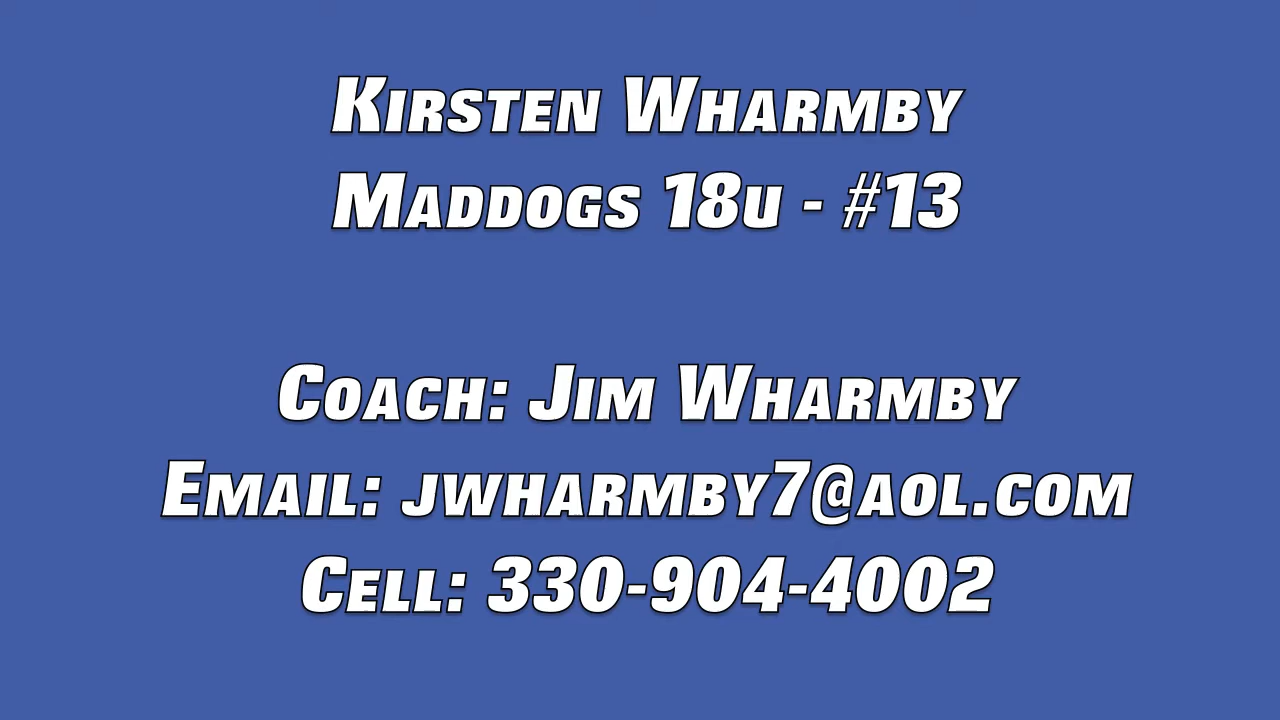 Kirsten Wharmby
Maddogs 18u - #13
Coach: Jim Wharmby
Email: jwharmby7@aol.com
Cell: 330-904-4002